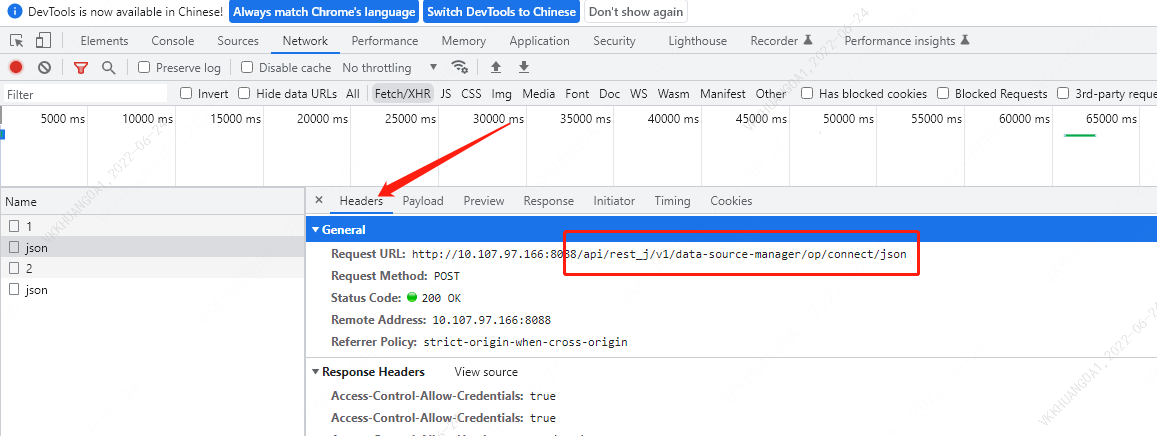 DevTools is now available in Chinese! Always match Chrome's language Switch DevTools to Chinese Don't show again
Elements Console Sources Network Performance Memory Application Security Lighthouse Recorder Performance insights
Preserve log Disable cache No throttling
Filter Invert Hide data URLs All Fetch/XHR JS CSS Img Media Font Doc WS Wasm Manifest Other Has blocked cookies Blocked Requests 3rd-party reque
5000 ms 10000 ms 15000 ms 20000 ms 25000 ms 30000 ms 35000 ms 40000 ms 45000 ms 50000 ms 55000 ms 60000 ms 65000 ms
Name × Headers Payload Preview Response Initiator Timing Cookies
1
json
2
json
General
Request URL: http://10.107.97.166:8088/api/rest_j/v1/data-source-manager/op/connect/json
Request Method: POST
Status Code: 200 OK
Remote Address: 10.107.97.166:8088
Referrer Policy: strict-origin-when-cross-origin
Response Headers View source
Access-Control-Allow-Credentials: true
Access-Control-Allow-Credentials: true
VKKHUANGDA1,2022-06-24